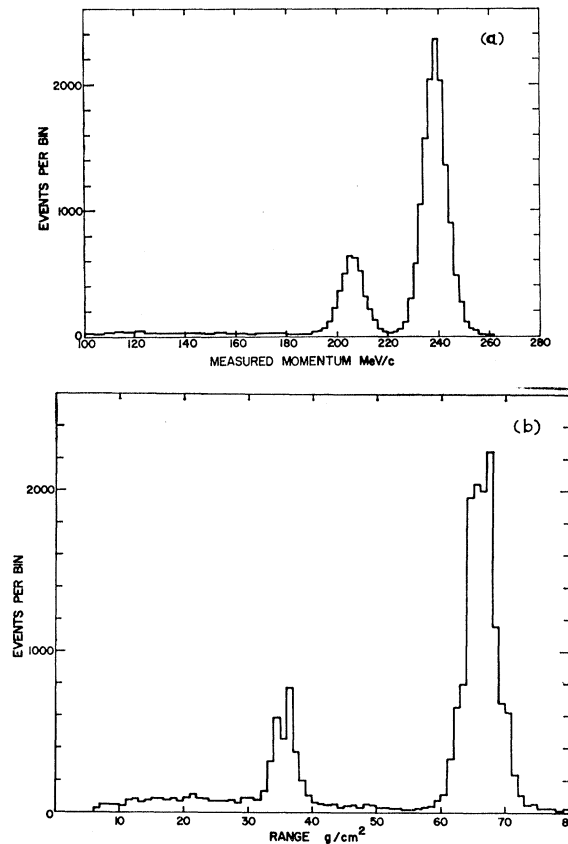 (a)
2000
1000
0
EVENTS PER BIN
100 120 140 160 180 200 220 240 260 280
MEASURED MOMENTUM MeV/c
(b)
2000
1000
0
EVENTS PER BIN
10 20 30 40 50 60 70 80
RANGE g/cm²